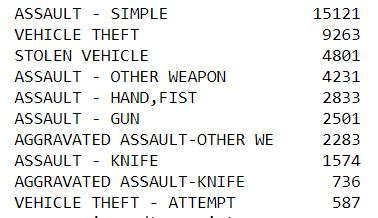 ASSAULT - SIMPLE 15121
VEHICLE THEFT 9263
STOLEN VEHICLE 4801
ASSAULT - OTHER WEAPON 4231
ASSAULT - HAND,FIST 2833
ASSAULT - GUN 2501
AGGRAVATED ASSAULT-OTHER WE 2283
ASSAULT - KNIFE 1574
AGGRAVATED ASSAULT-KNIFE 736
VEHICLE THEFT - ATTEMPT 587